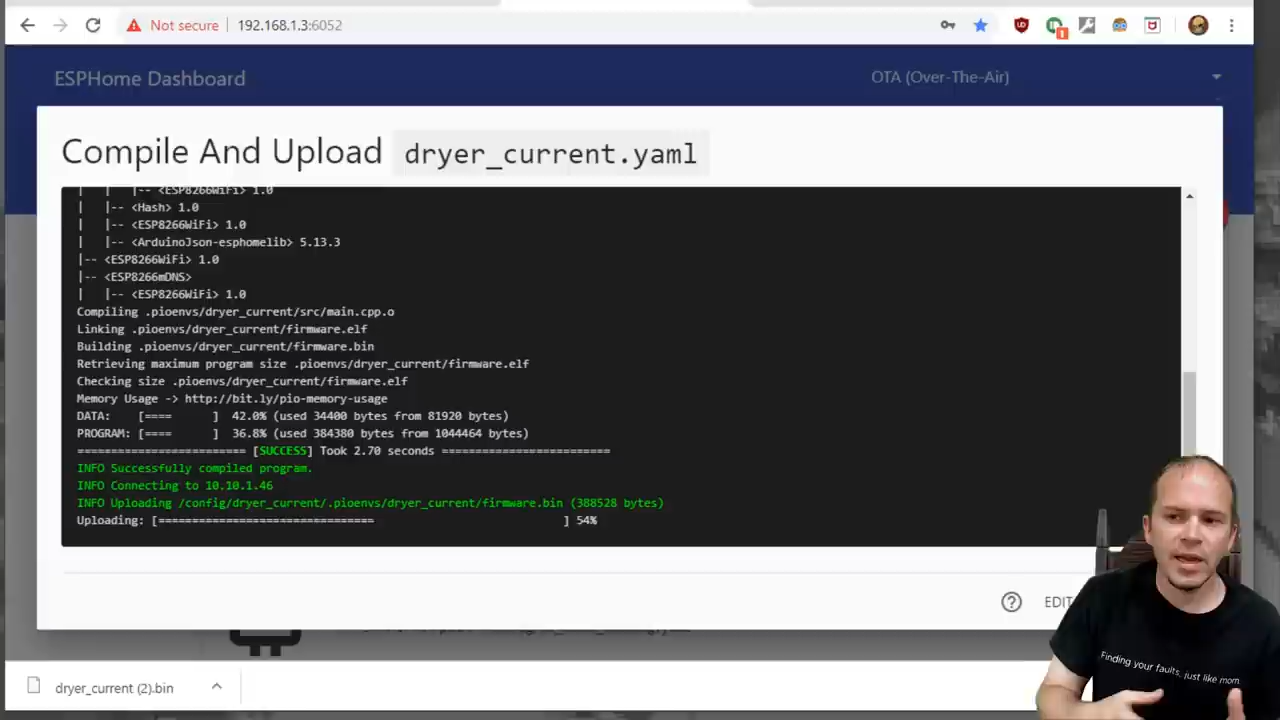 Not secure
192.168.1.3:6052
1
ESPHome Dashboard
OTA (Over-The-Air)
Compile And Upload dryer_current.yaml
| | |-- <ESP8266WiFi> 1.0
| |-- <Hash> 1.0
| |-- <ESP8266WiFi> 1.0
| |-- <ArduinoJson-esphomelib> 5.13.3
|-- <ESP8266WiFi> 1.0
|-- <ESP8266mDNS>
| |-- <ESP8266WiFi> 1.0
Compiling .pioenvs/dryer_current/src/main.cpp.o
Linking .pioenvs/dryer_current/firmware.elf
Building .pioenvs/dryer_current/firmware.bin
Retrieving maximum program size .pioenvs/dryer_current/firmware.elf
Checking size .pioenvs/dryer_current/firmware.elf
Memory Usage -> http://bit.ly/pio-memory-usage
DATA: [==== ] 42.0% (used 34400 bytes from 81920 bytes)
PROGRAM: [==== ] 36.8% (used 384380 bytes from 1044464 bytes)
========================= [SUCCESS] Took 2.70 seconds =========================
INFO Successfully compiled program.
INFO Connecting to 10.10.1.46
INFO Uploading /config/dryer_current/.pioenvs/dryer_current/firmware.bin (388528 bytes)
Uploading: [================================ ] 54%
EDIT
dryer_current (2).bin
Finding your faults, just like mom.